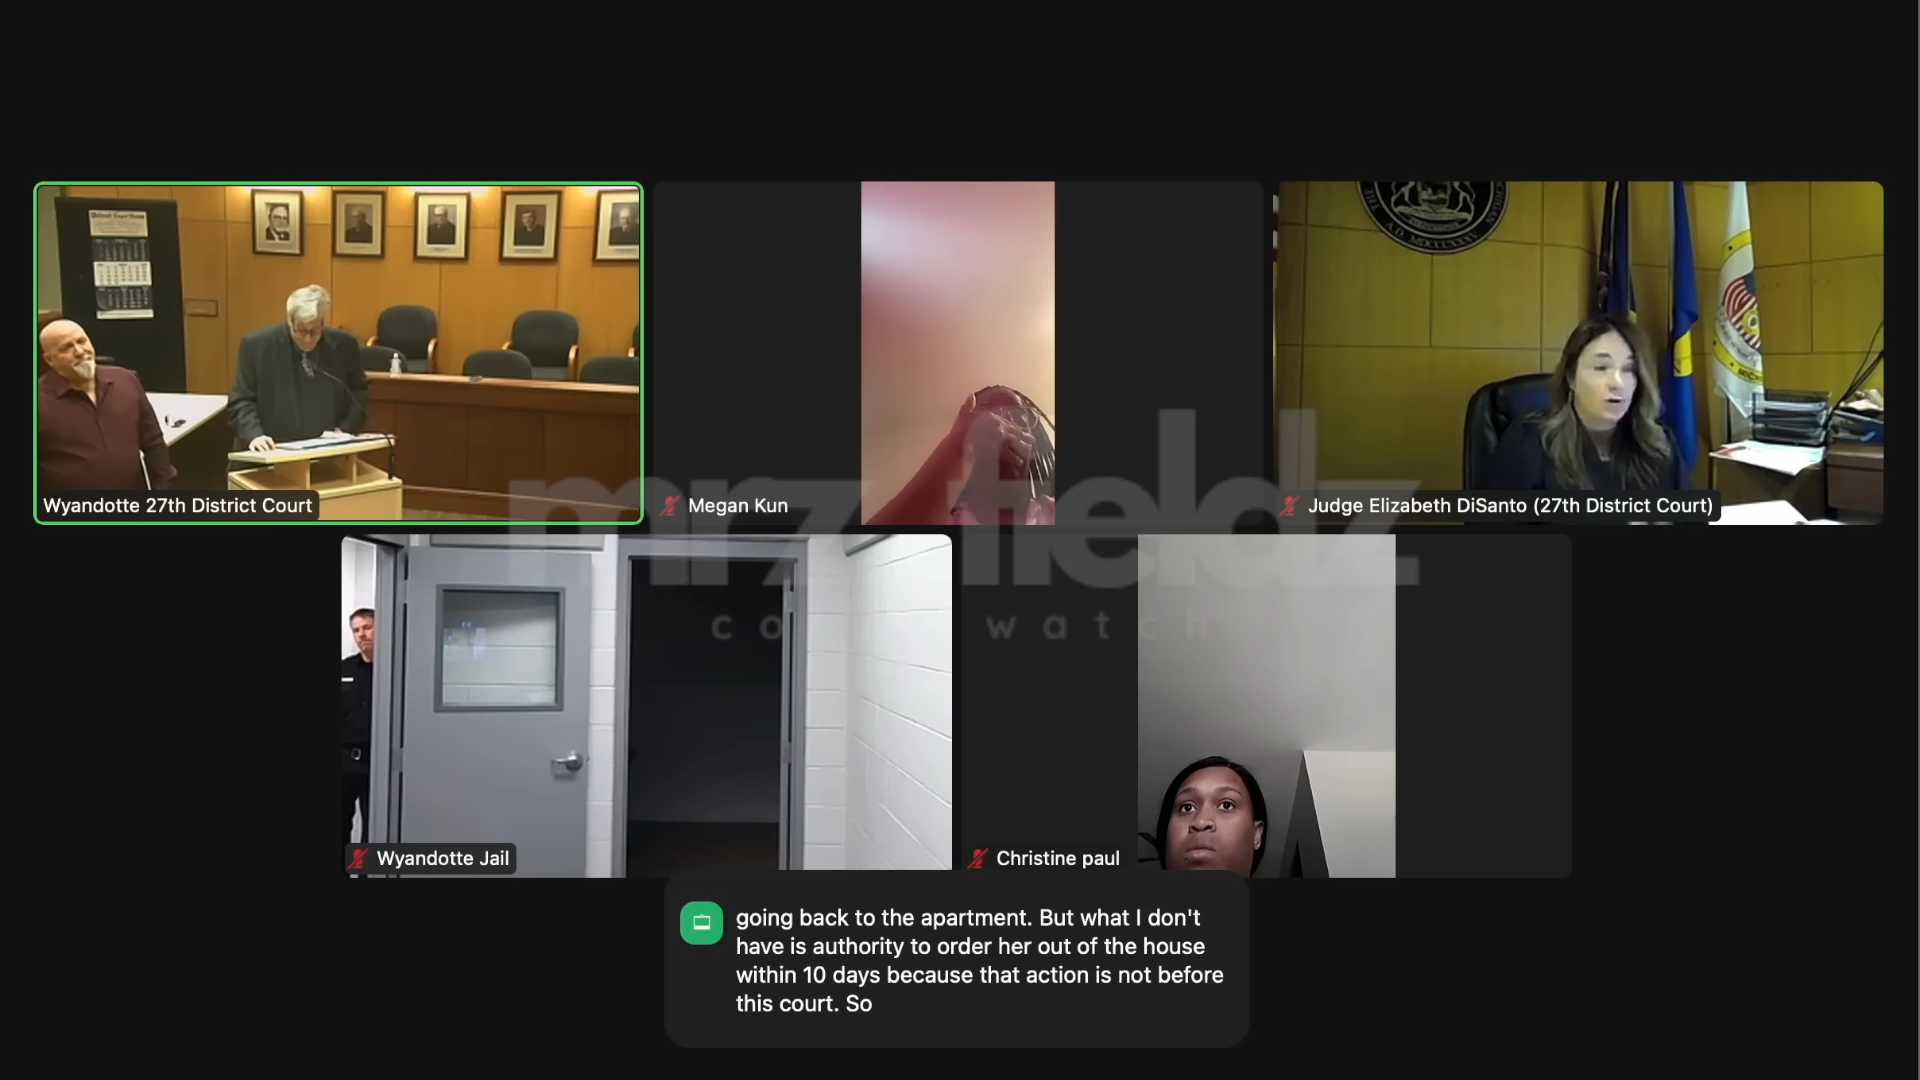 Wyandotte 27th District Court
Megan Kun
Judge Elizabeth DiSanto (27th District Court)
mrz fieldz
Wyandotte Jail
Christine paul
going back to the apartment. But what I don't
have is authority to order her out of the house
within 10 days because that action is not before
this court. So